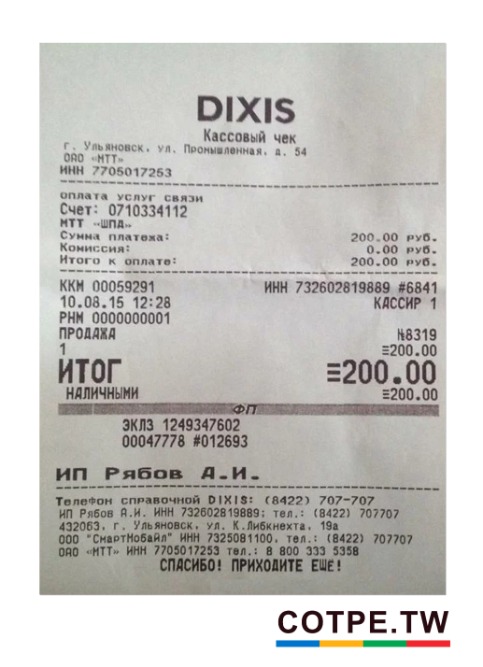 DIXIS
Кассовый чек
г. Ульяновск, ул. Промышленная, д. 54
ОАО «МТТ»
ИНН 7705017253
оплата услуг связи
Счет: 0710334112
МТТ «ШПД»
Сумма платежа: 200.00 руб.
Комиссия: 0.00 руб.
Итого к оплате: 200.00 руб.
ККМ 00059291 ИНН 732602819889 #6841
10.08.15 12:28 КАССИР 1
РНМ 0000000001
ПРОДАЖА №8319
1 ≡200.00
ИТОГ ≡200.00
НАЛИЧНЫМИ ≡200.00
ФП
ЭКЛЗ 1249347602
00047778 #012693
ИП Рябов А.И.
Телефон справочной DIXIS: (8422) 707-707
ИП Рябов А.И. ИНН 732602819889; тел.: (8422) 707707
432063, г. Ульяновск, ул. К.Либкнехта, 19а
ООО "СмартМобайл" ИНН 7325081100, тел.: (8422) 707707
ОАО «МТТ» ИНН 7705017253 тел.: 8 800 333 5358
СПАСИБО! ПРИХОДИТЕ ЕЩЕ!
COTPE.TW